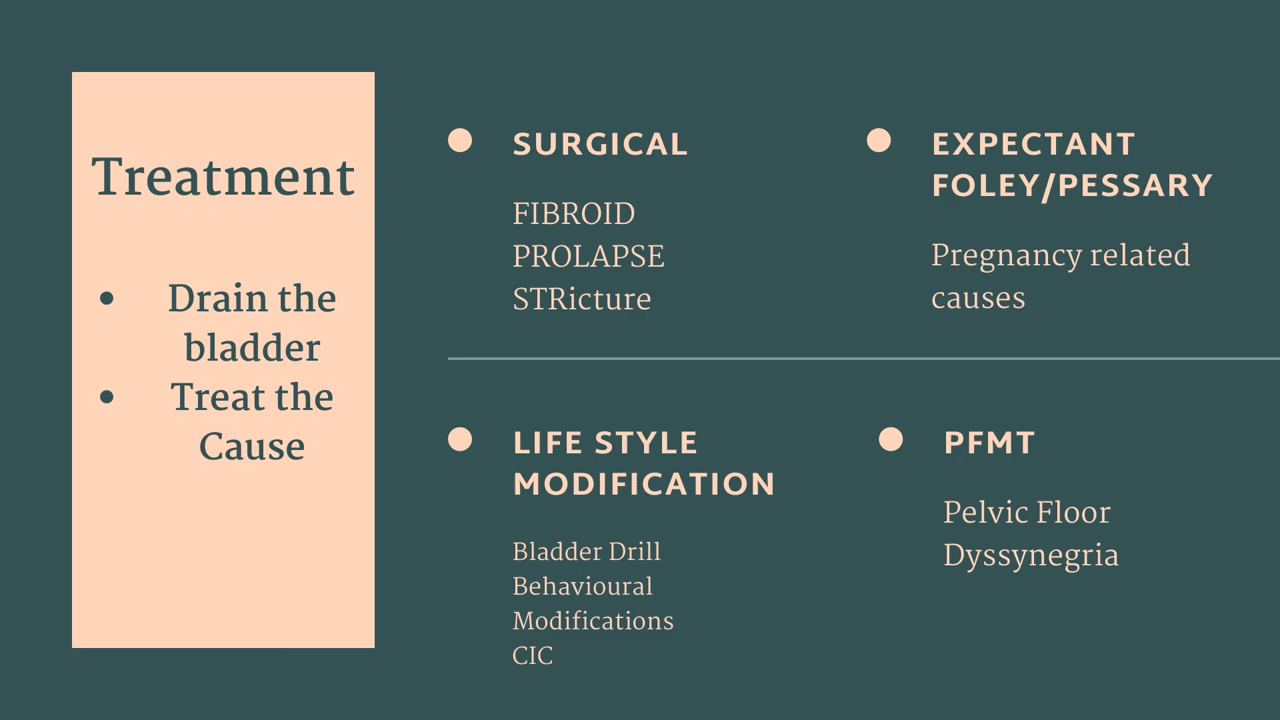 Treatment
• Drain the
bladder
• Treat the
Cause
SURGICAL
FIBROID
PROLAPSE
STRicture
EXPECTANT
FOLEY/PESSARY
Pregnancy related
causes
LIFE STYLE
MODIFICATION
Bladder Drill
Behavioural
Modifications
CIC
PFMT
Pelvic Floor
Dyssynegria